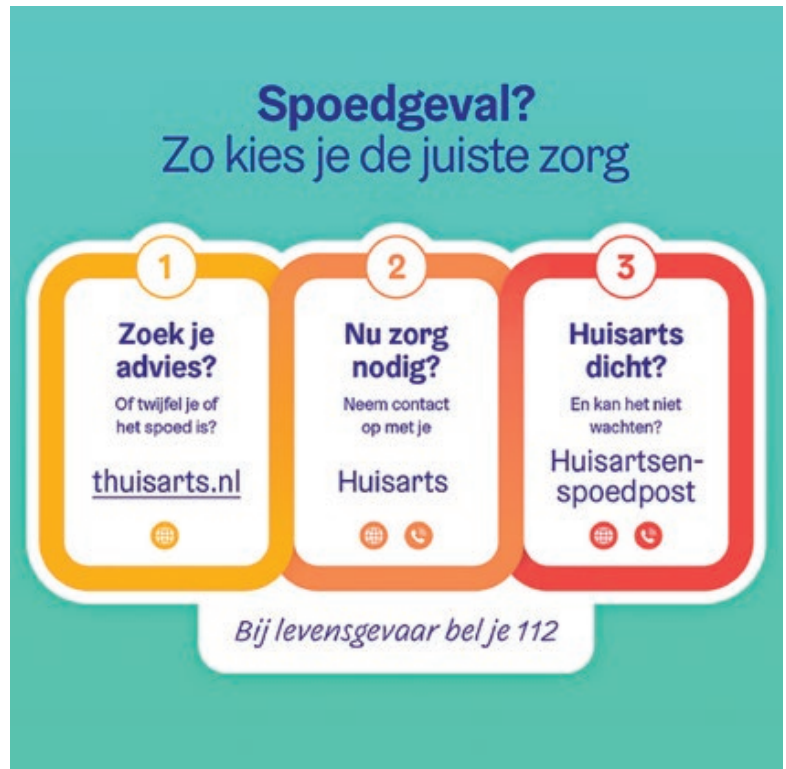 Spoedgeval?
Zo kies je de juiste zorg
1
Zoek je
advies?
Of twijfel je of
het spoed is?
thuisarts.nl
2
Nu zorg
nodig?
Neem contact
op met je
Huisarts
3
Huisarts
dicht?
En kan het niet
wachten?
Huisartsen-
spoedpost
Bij levensgevaar bel je 112